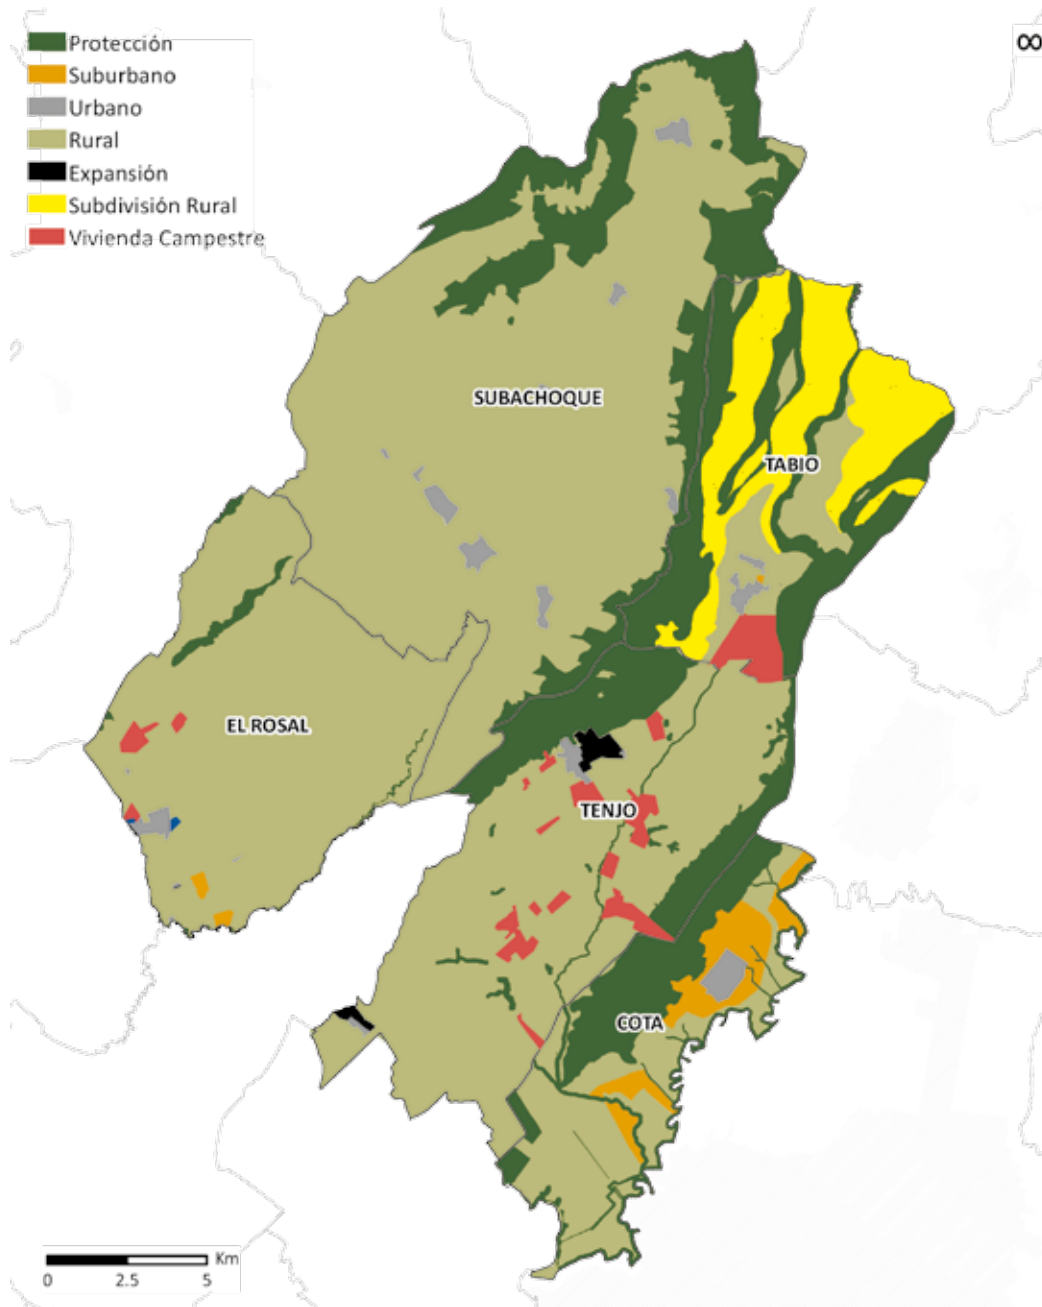 Protección
Suburbano
Urbano
Rural
Expansión
Subdivisión Rural
Vivienda Campestre
SUBACHOQUE
TABIO
EL ROSAL
TENJO
COTA
Km
0 2.5 5